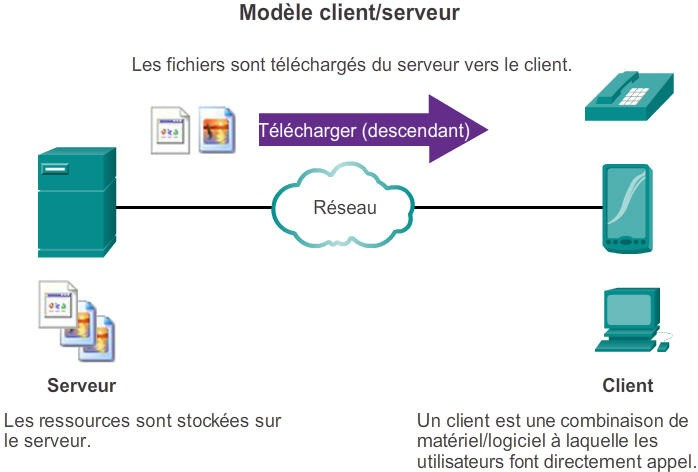 Modèle client/serveur
Les fichiers sont téléchargés du serveur vers le client.
Télécharger (descendant)
Réseau
Serveur
Les ressources sont stockées sur
le serveur.
Client
Un client est une combinaison de
matériel/logiciel à laquelle les
utilisateurs font directement appel.